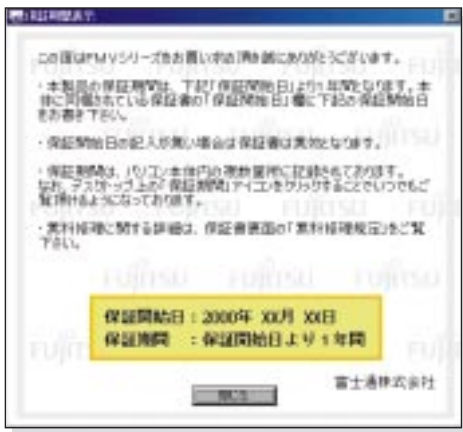 保証期間表示
この度はFMVシリーズをお買い求め頂き誠にありがとうございます。
・本製品の保証期間は、下記「保証開始日」より1年間となります。本
体に同梱されている保証書の「保証開始日」欄に下記の保証開始日
をお書き下さい。
・保証開始日の記入が無い場合は保証書は無効となります。
・保証期間は、パソコン本体内の複数箇所に記録されております。
なお、デスクトップ上の「保証期間」アイコンをクリックすることでいつでもご
覧頂けるようになっております。
・無料修理に関する詳細は、保証書裏面の「無料修理規定」をご覧
下さい。
保証開始日：2000年 XX月 XX日
保証期間 ：保証開始日より1年間
富士通株式会社
閉じる